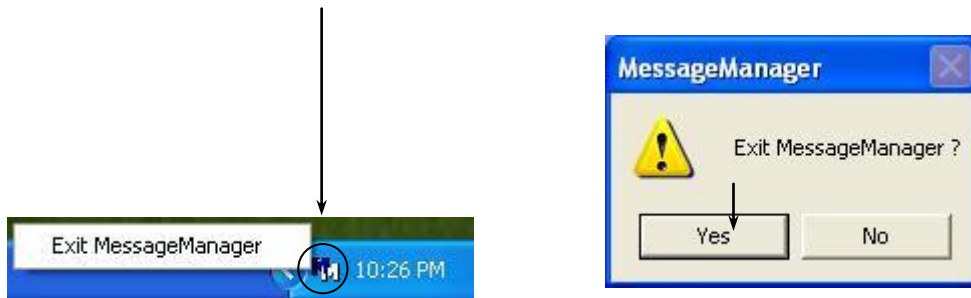 Exit MessageManager
10:26 PM
MessageManager
Exit MessageManager ?
Yes
No